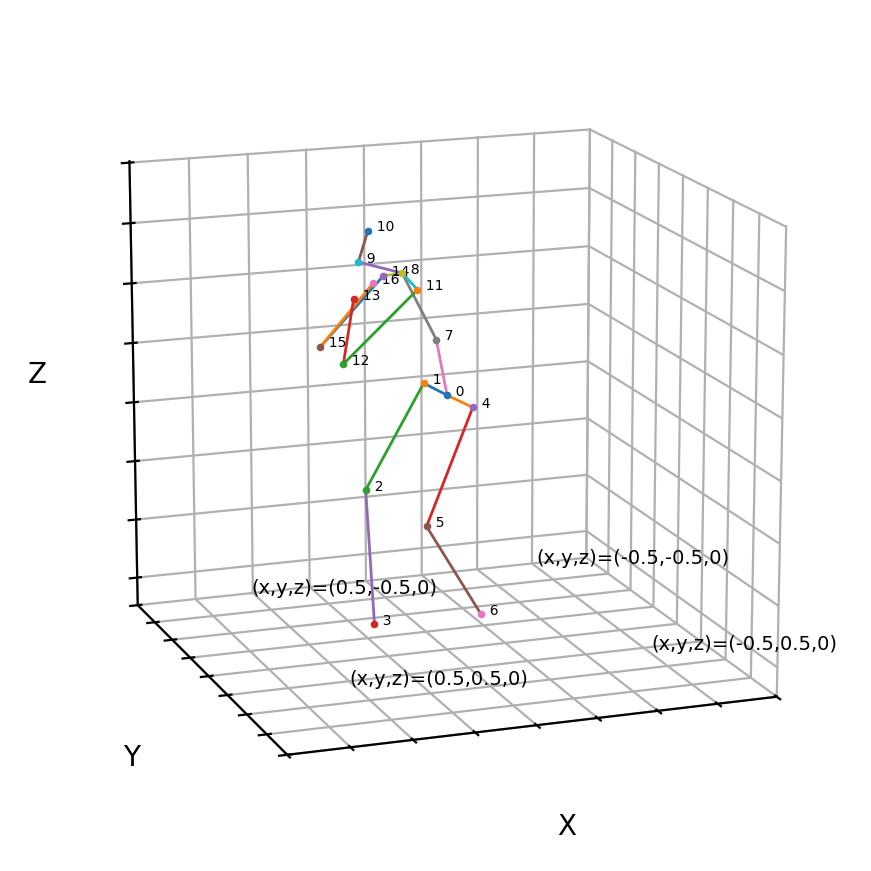 10
9
8
14
16
11
13
7
15
12
1
0
4
2
5
(x,y,z)=(-0.5,-0.5,0)
(x,y,z)=(0.5,-0.5,0)
6
3
(x,y,z)=(-0.5,0.5,0)
(x,y,z)=(0.5,0.5,0)
Z
Y
X